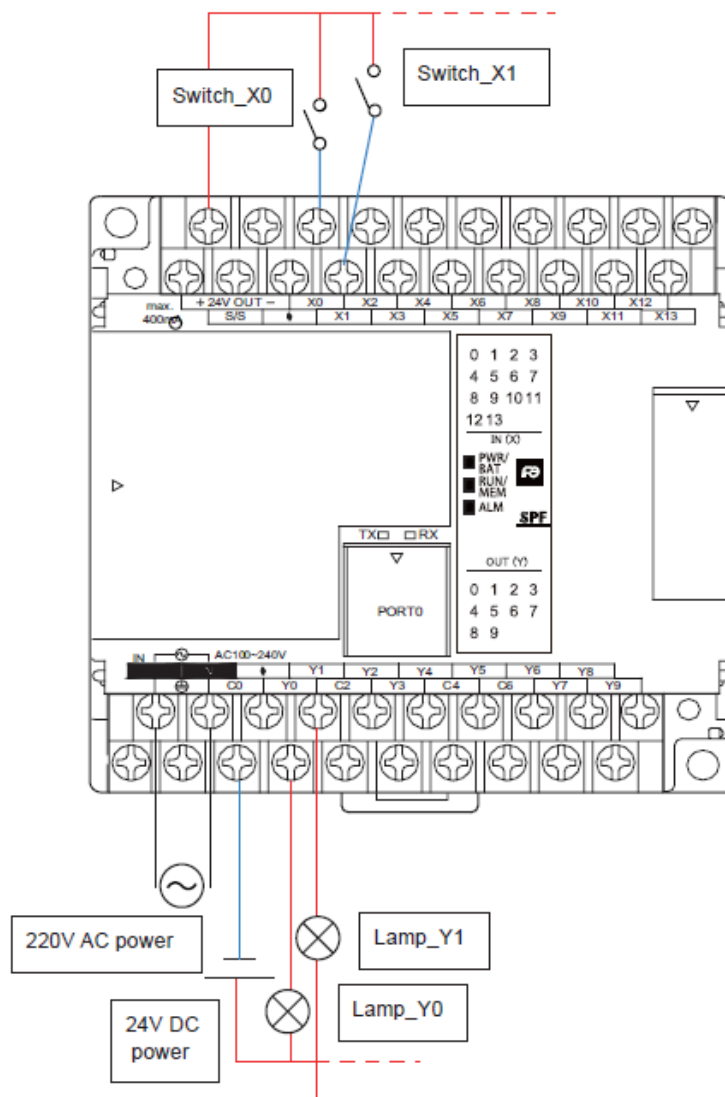 Switch_X0
Switch_X1
max.
400mA
+ 24V OUT −
X0
X2
X4
X6
X8
X10
X12
S/S
X1
X3
X5
X7
X9
X11
X13
0 1 2 3
4 5 6 7
8 9 10 11
12 13
IN (X)
PWR/
BAT
RUN/
MEM
ALM
SPF
TX
RX
OUT (Y)
0 1 2 3
4 5 6 7
8 9
PORT0
IN
AC100~240V
Y1
Y2
Y4
Y5
Y6
Y8
C0
Y0
C2
Y3
C4
C6
Y7
Y9
220V AC power
Lamp_Y1
Lamp_Y0
24V DC
power